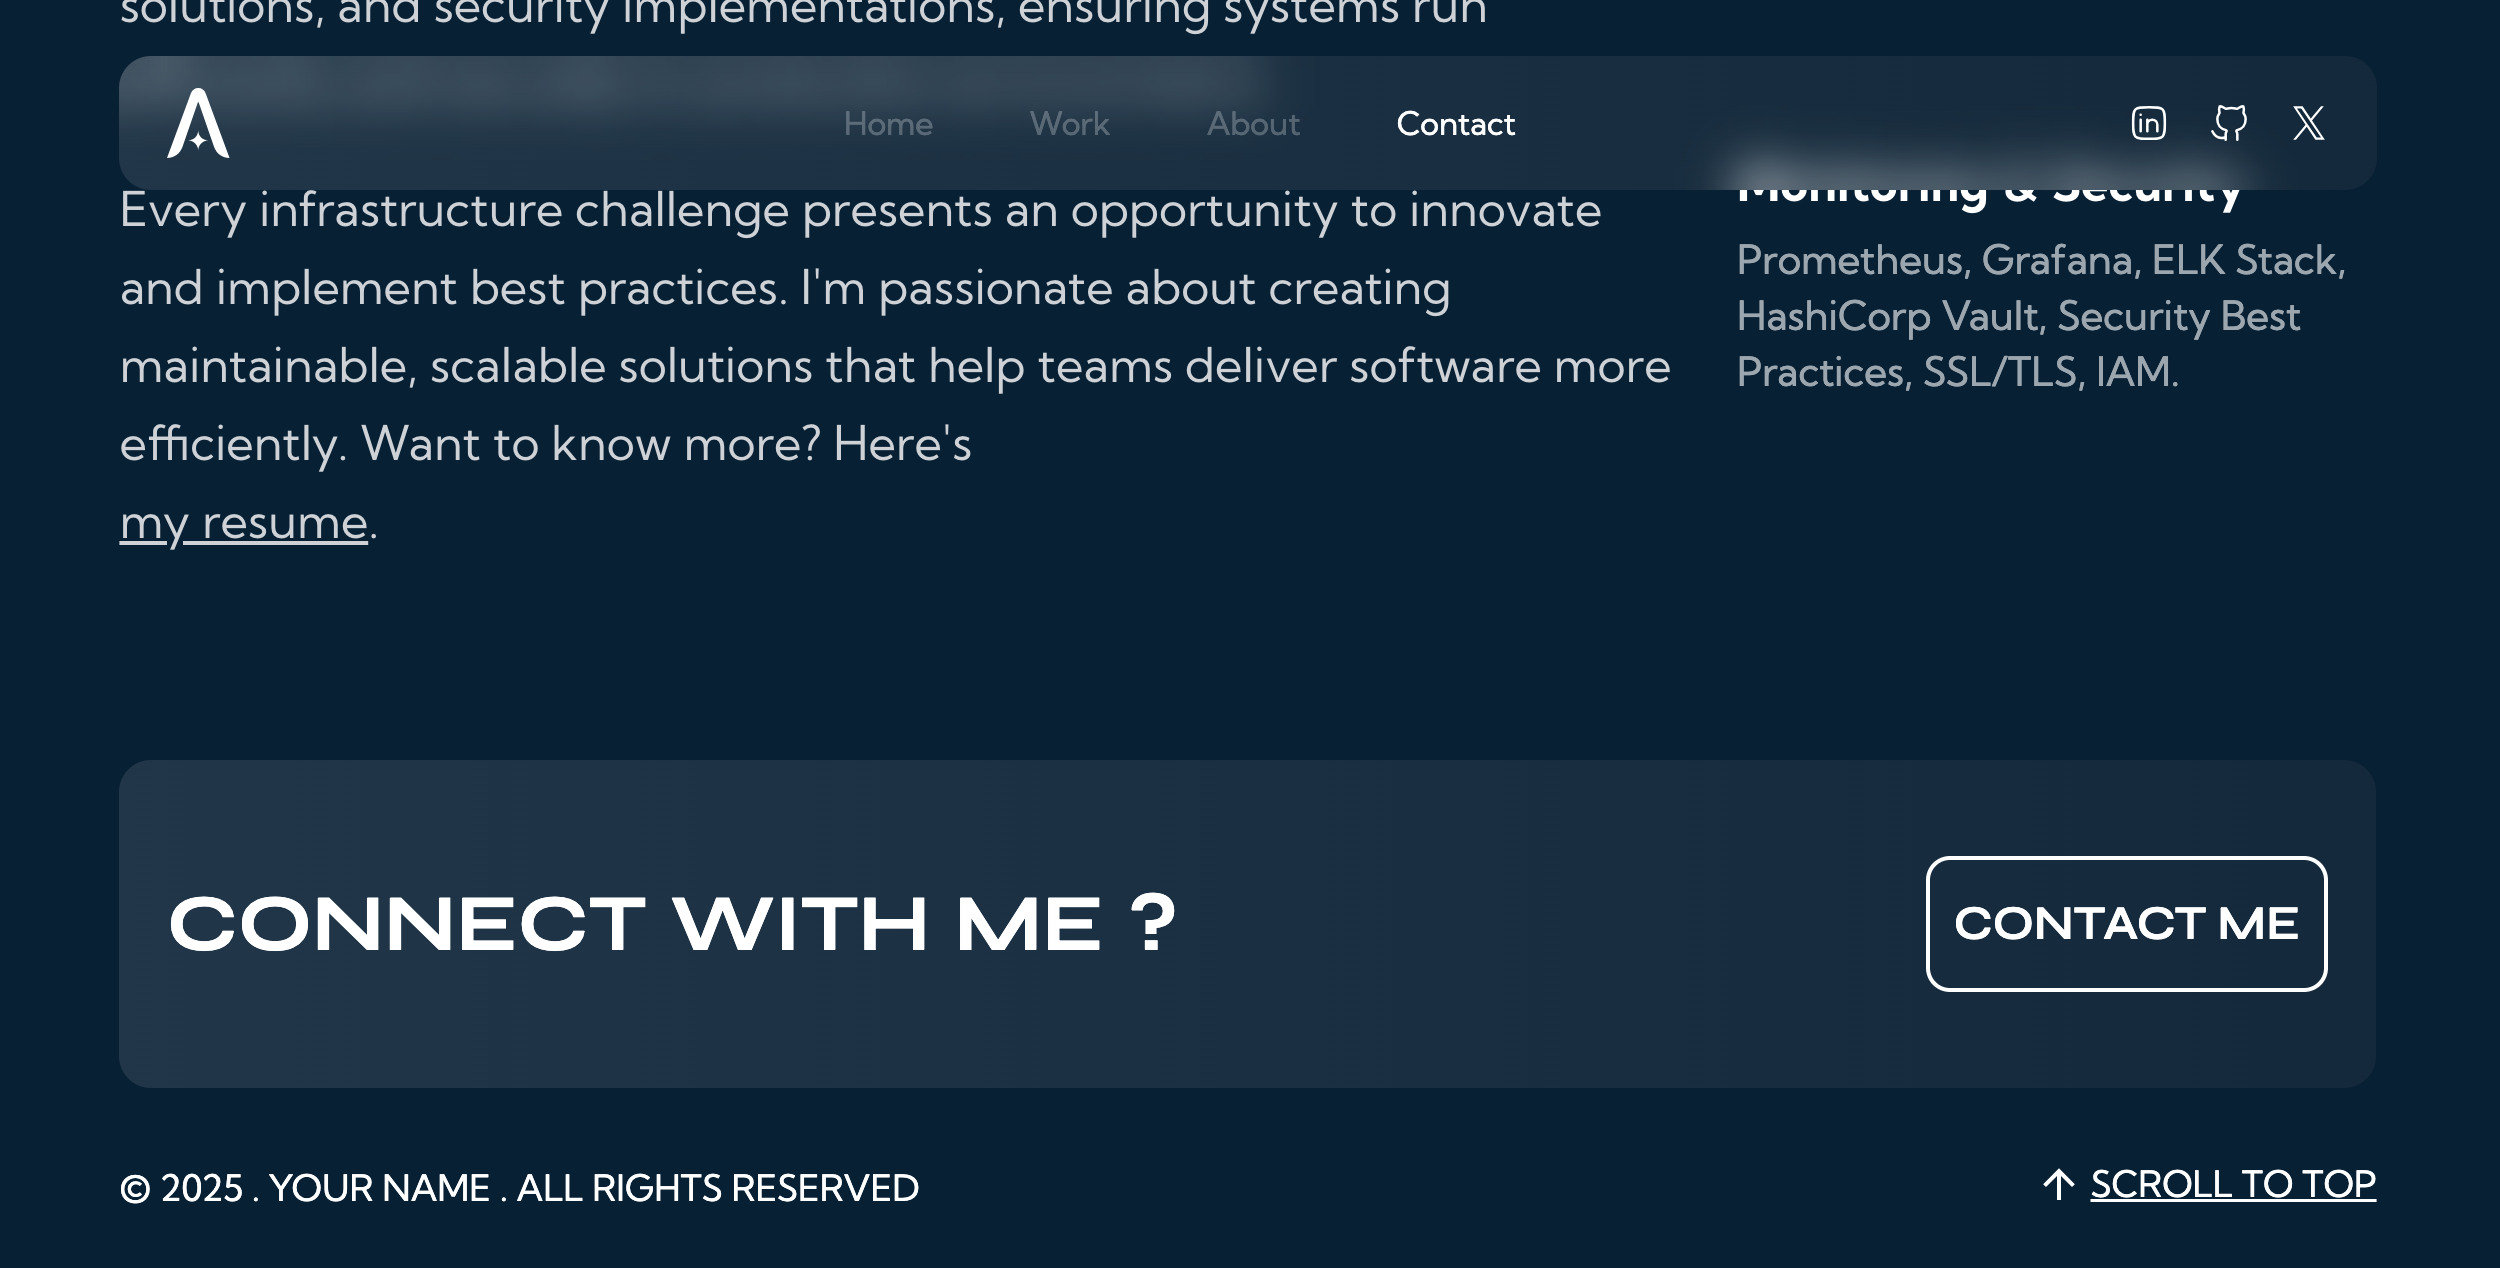 solutions, and security implementations, ensuring systems run
Home Work About Contact
Every infrastructure challenge presents an opportunity to innovate
and implement best practices. I'm passionate about creating
maintainable, scalable solutions that help teams deliver software more
efficiently. Want to know more? Here's
my resume.
Monitoring & Security
Prometheus, Grafana, ELK Stack,
HashiCorp Vault, Security Best
Practices, SSL/TLS, IAM.
CONNECT WITH ME ?
CONTACT ME
© 2025 . YOUR NAME . ALL RIGHTS RESERVED
SCROLL TO TOP